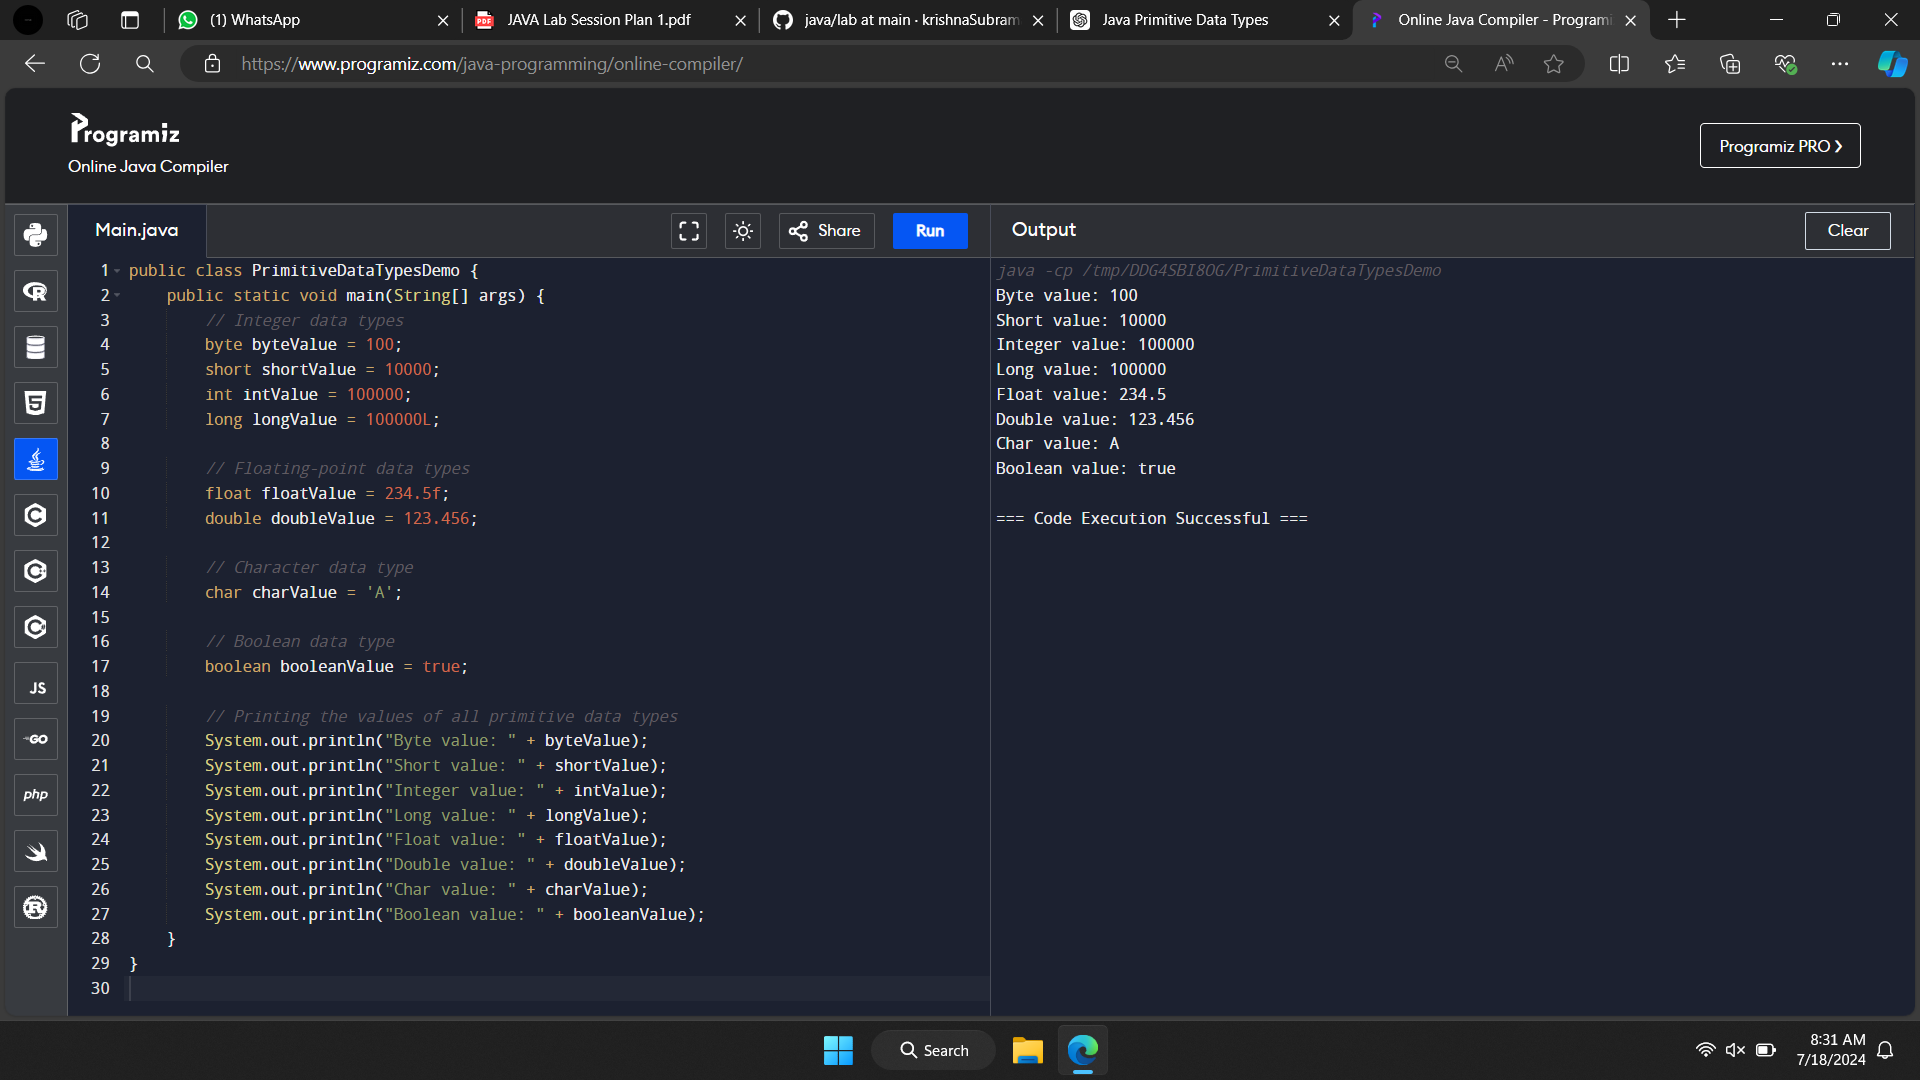 (1) WhatsApp
JAVA Lab Session Plan 1.pdf
java/lab at main · krishnaSubram
Java Primitive Data Types
Online Java Compiler - Programi
https://www.programiz.com/java-programming/online-compiler/
Programiz
Online Java Compiler
Programiz PRO
Main.java
Share
Run
Output
Clear
1 public class PrimitiveDataTypesDemo {
2 public static void main(String[] args) {
3 // Integer data types
4 byte byteValue = 100;
5 short shortValue = 10000;
6 int intValue = 100000;
7 long longValue = 100000L;
8
9 // Floating-point data types
10 float floatValue = 234.5f;
11 double doubleValue = 123.456;
12
13 // Character data type
14 char charValue = 'A';
15
16 // Boolean data type
17 boolean booleanValue = true;
18
19 // Printing the values of all primitive data types
20 System.out.println("Byte value: " + byteValue);
21 System.out.println("Short value: " + shortValue);
22 System.out.println("Integer value: " + intValue);
23 System.out.println("Long value: " + longValue);
24 System.out.println("Float value: " + floatValue);
25 System.out.println("Double value: " + doubleValue);
26 System.out.println("Char value: " + charValue);
27 System.out.println("Boolean value: " + booleanValue);
28 }
29 }
30
java -cp /tmp/DDG4SBI8OG/PrimitiveDataTypesDemo
Byte value: 100
Short value: 10000
Integer value: 100000
Long value: 100000
Float value: 234.5
Double value: 123.456
Char value: A
Boolean value: true
=== Code Execution Successful ===
JS
GO
php
Search
8:31 AM
7/18/2024